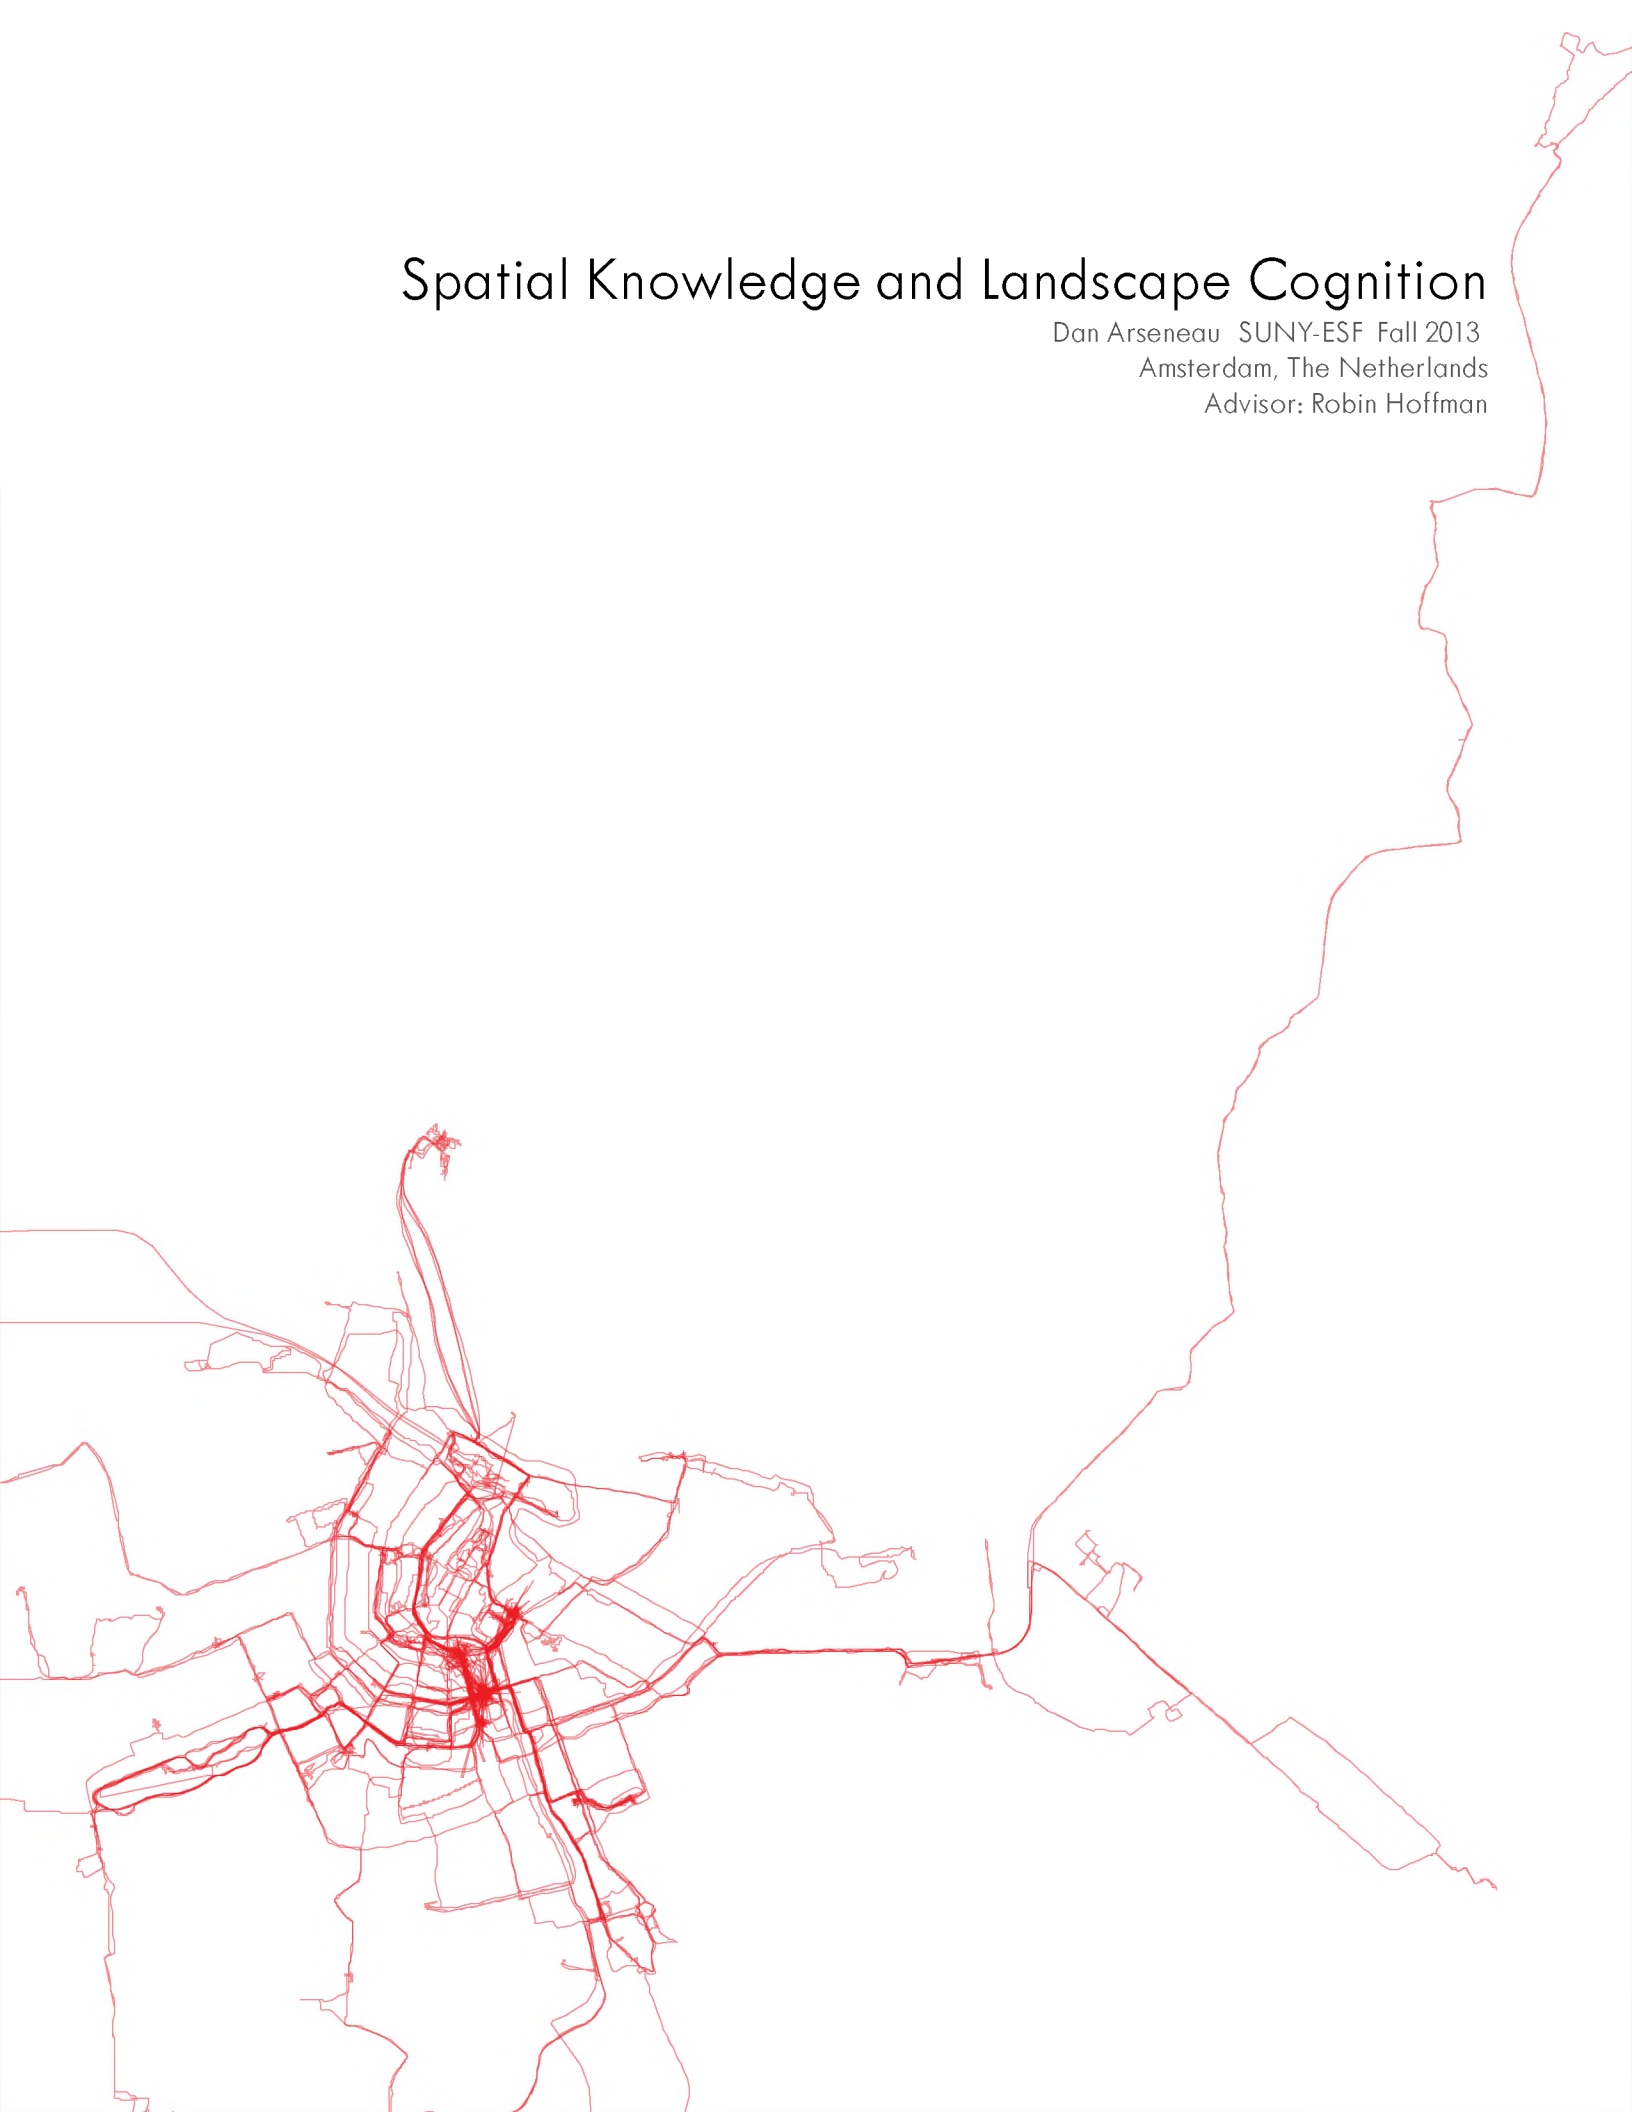 Spatial Knowledge and Landscape Cognition
Dan Arseneau SUNY-ESF Fall 2013
Amsterdam, The Netherlands
Advisor: Robin Hoffman